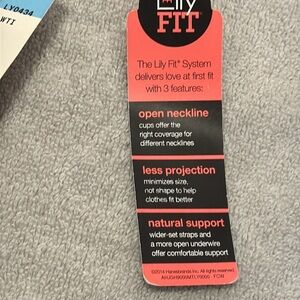 LY0434
WTI
Lily
FIT®
The Lily Fit® System
delivers love at first fit
with 3 features:
open neckline
cups offer the
right coverage for
different necklines
less projection
minimizes size,
not shape to help
clothes fit better
natural support
wider-set straps and
a more open underwire
offer comfortable support
©2014 Hanesbrands Inc. All rights reserved.